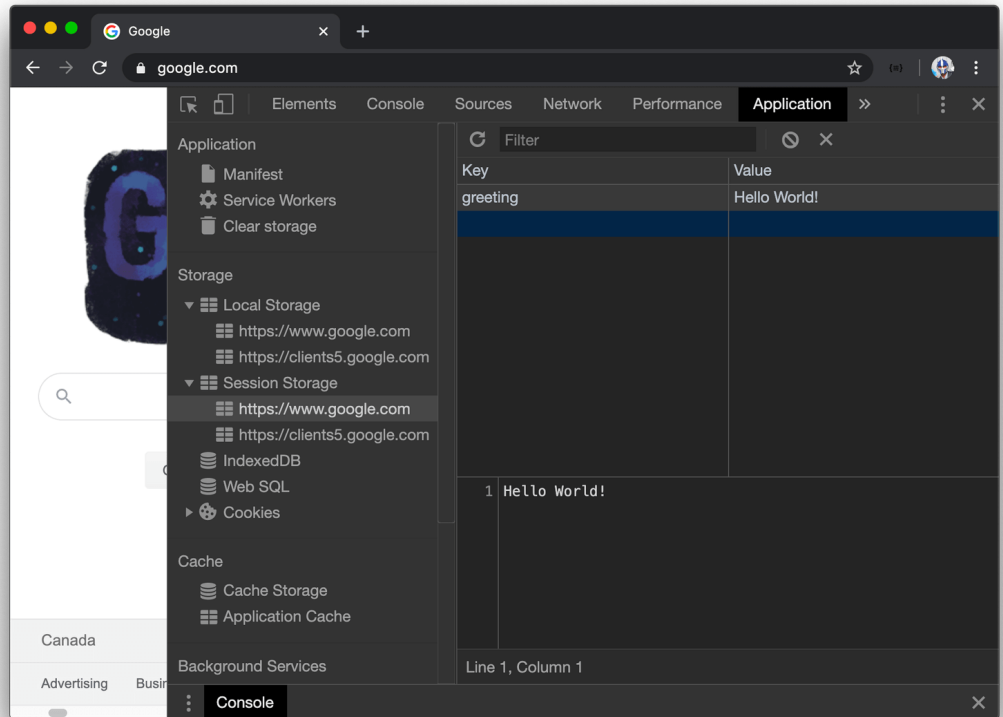 Google
google.com
Elements Console Sources Network Performance Application
Application
Manifest
Service Workers
Clear storage
Storage
Local Storage
https://www.google.com
https://clients5.google.com
Session Storage
https://www.google.com
https://clients5.google.com
IndexedDB
Web SQL
Cookies
Cache
Cache Storage
Application Cache
Background Services
Filter
Key Value
greeting Hello World!
1 Hello World!
Line 1, Column 1
Console
G
Canada
Advertising